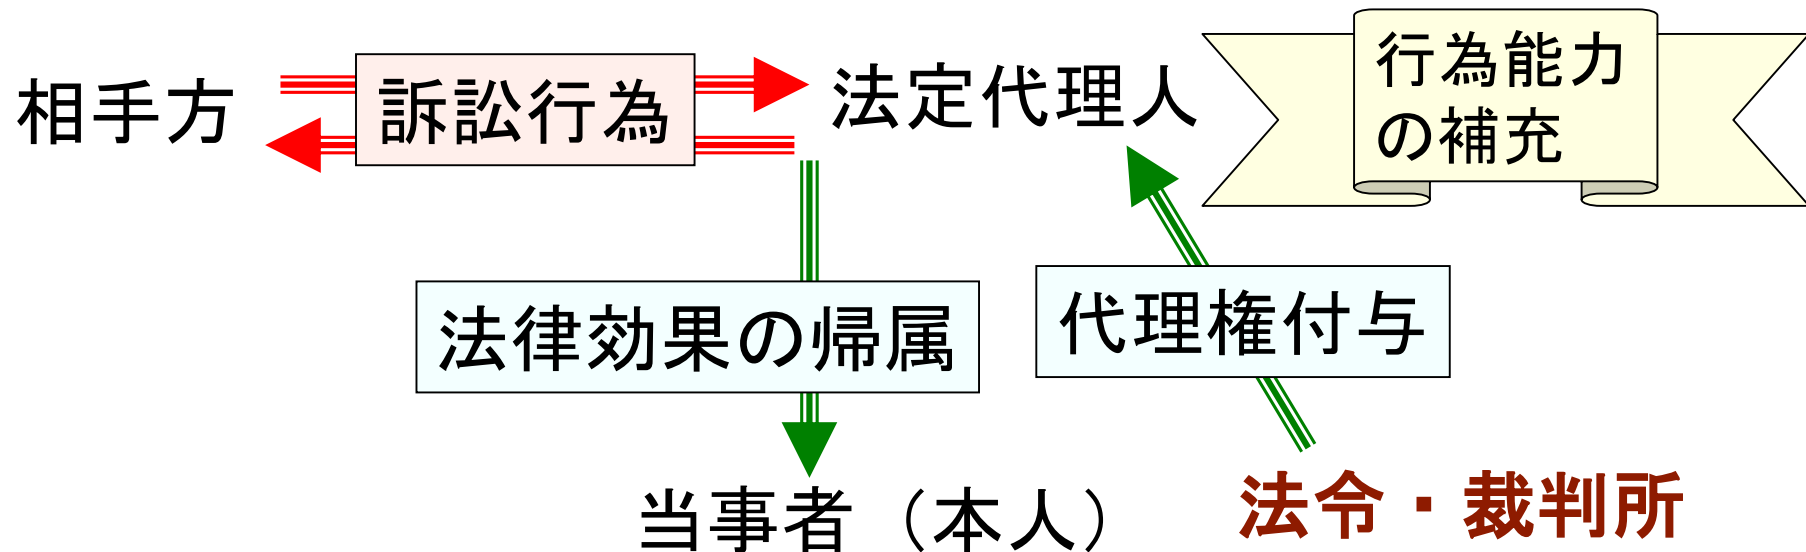 相手方
訴訟行為
法定代理人
行為能力
の補充
法律効果の帰属
代理権付与
当事者（本人）
法令・裁判所